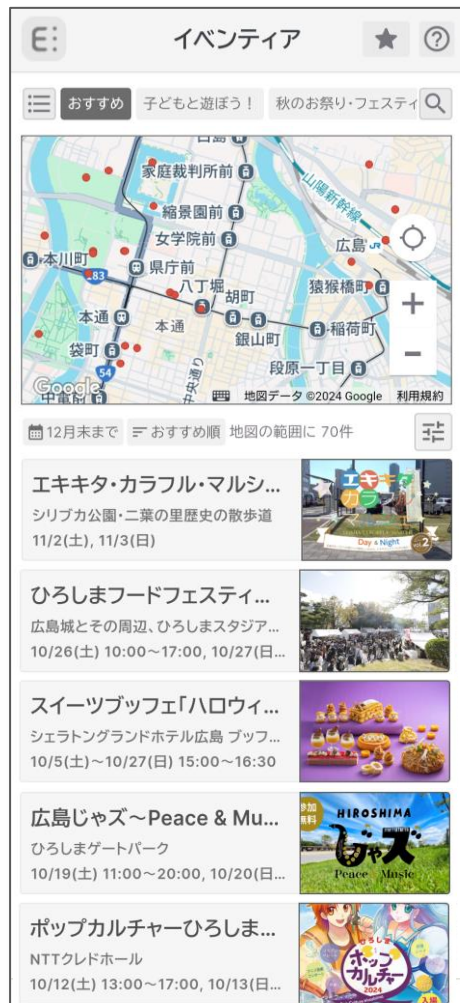 E: イベンティア
おすすめ 子どもと遊ぼう！ 秋のお祭り・フェスティ
白島
家庭裁判所前
山陽新幹線
縮景園前
女学院前
広島 JR
本川町
県庁前
183
八丁堀
胡町
猿猴橋町
本通
本通
銀山町
稲荷町
袋町
54
中央通り
段原一丁目
中電前
Google 地図データ ©2024 Google 利用規約
12月末まで おすすめ順 地図の範囲に 70件
エキキタ・カラフル・マルシ...
シリブカ公園・二葉の里歴史の散歩道
11/2(土), 11/3(日)
エキキタ
カラフ
Day & Night
2
ひろしまフードフェスティ...
広島城とその周辺、ひろしまスタジア...
10/26(土) 10:00～17:00, 10/27(日...
スイーツブッフェ「ハロウィ...
シェラトングランドホテル広島 ブッフ...
10/5(土)～10/27(日) 15:00～16:30
広島じゃズ～Peace & Mu...
ひろしまゲートパーク
10/19(土) 11:00～20:00, 10/20(日...
参加
無料
HIROSHIMA
じゃズ
Peace Music
ポップカルチャーひろしま...
NTTクレドホール
10/12(土) 13:00～17:00, 10/13(日...
ひろしま
ポップ
カルチャー
2024
入場